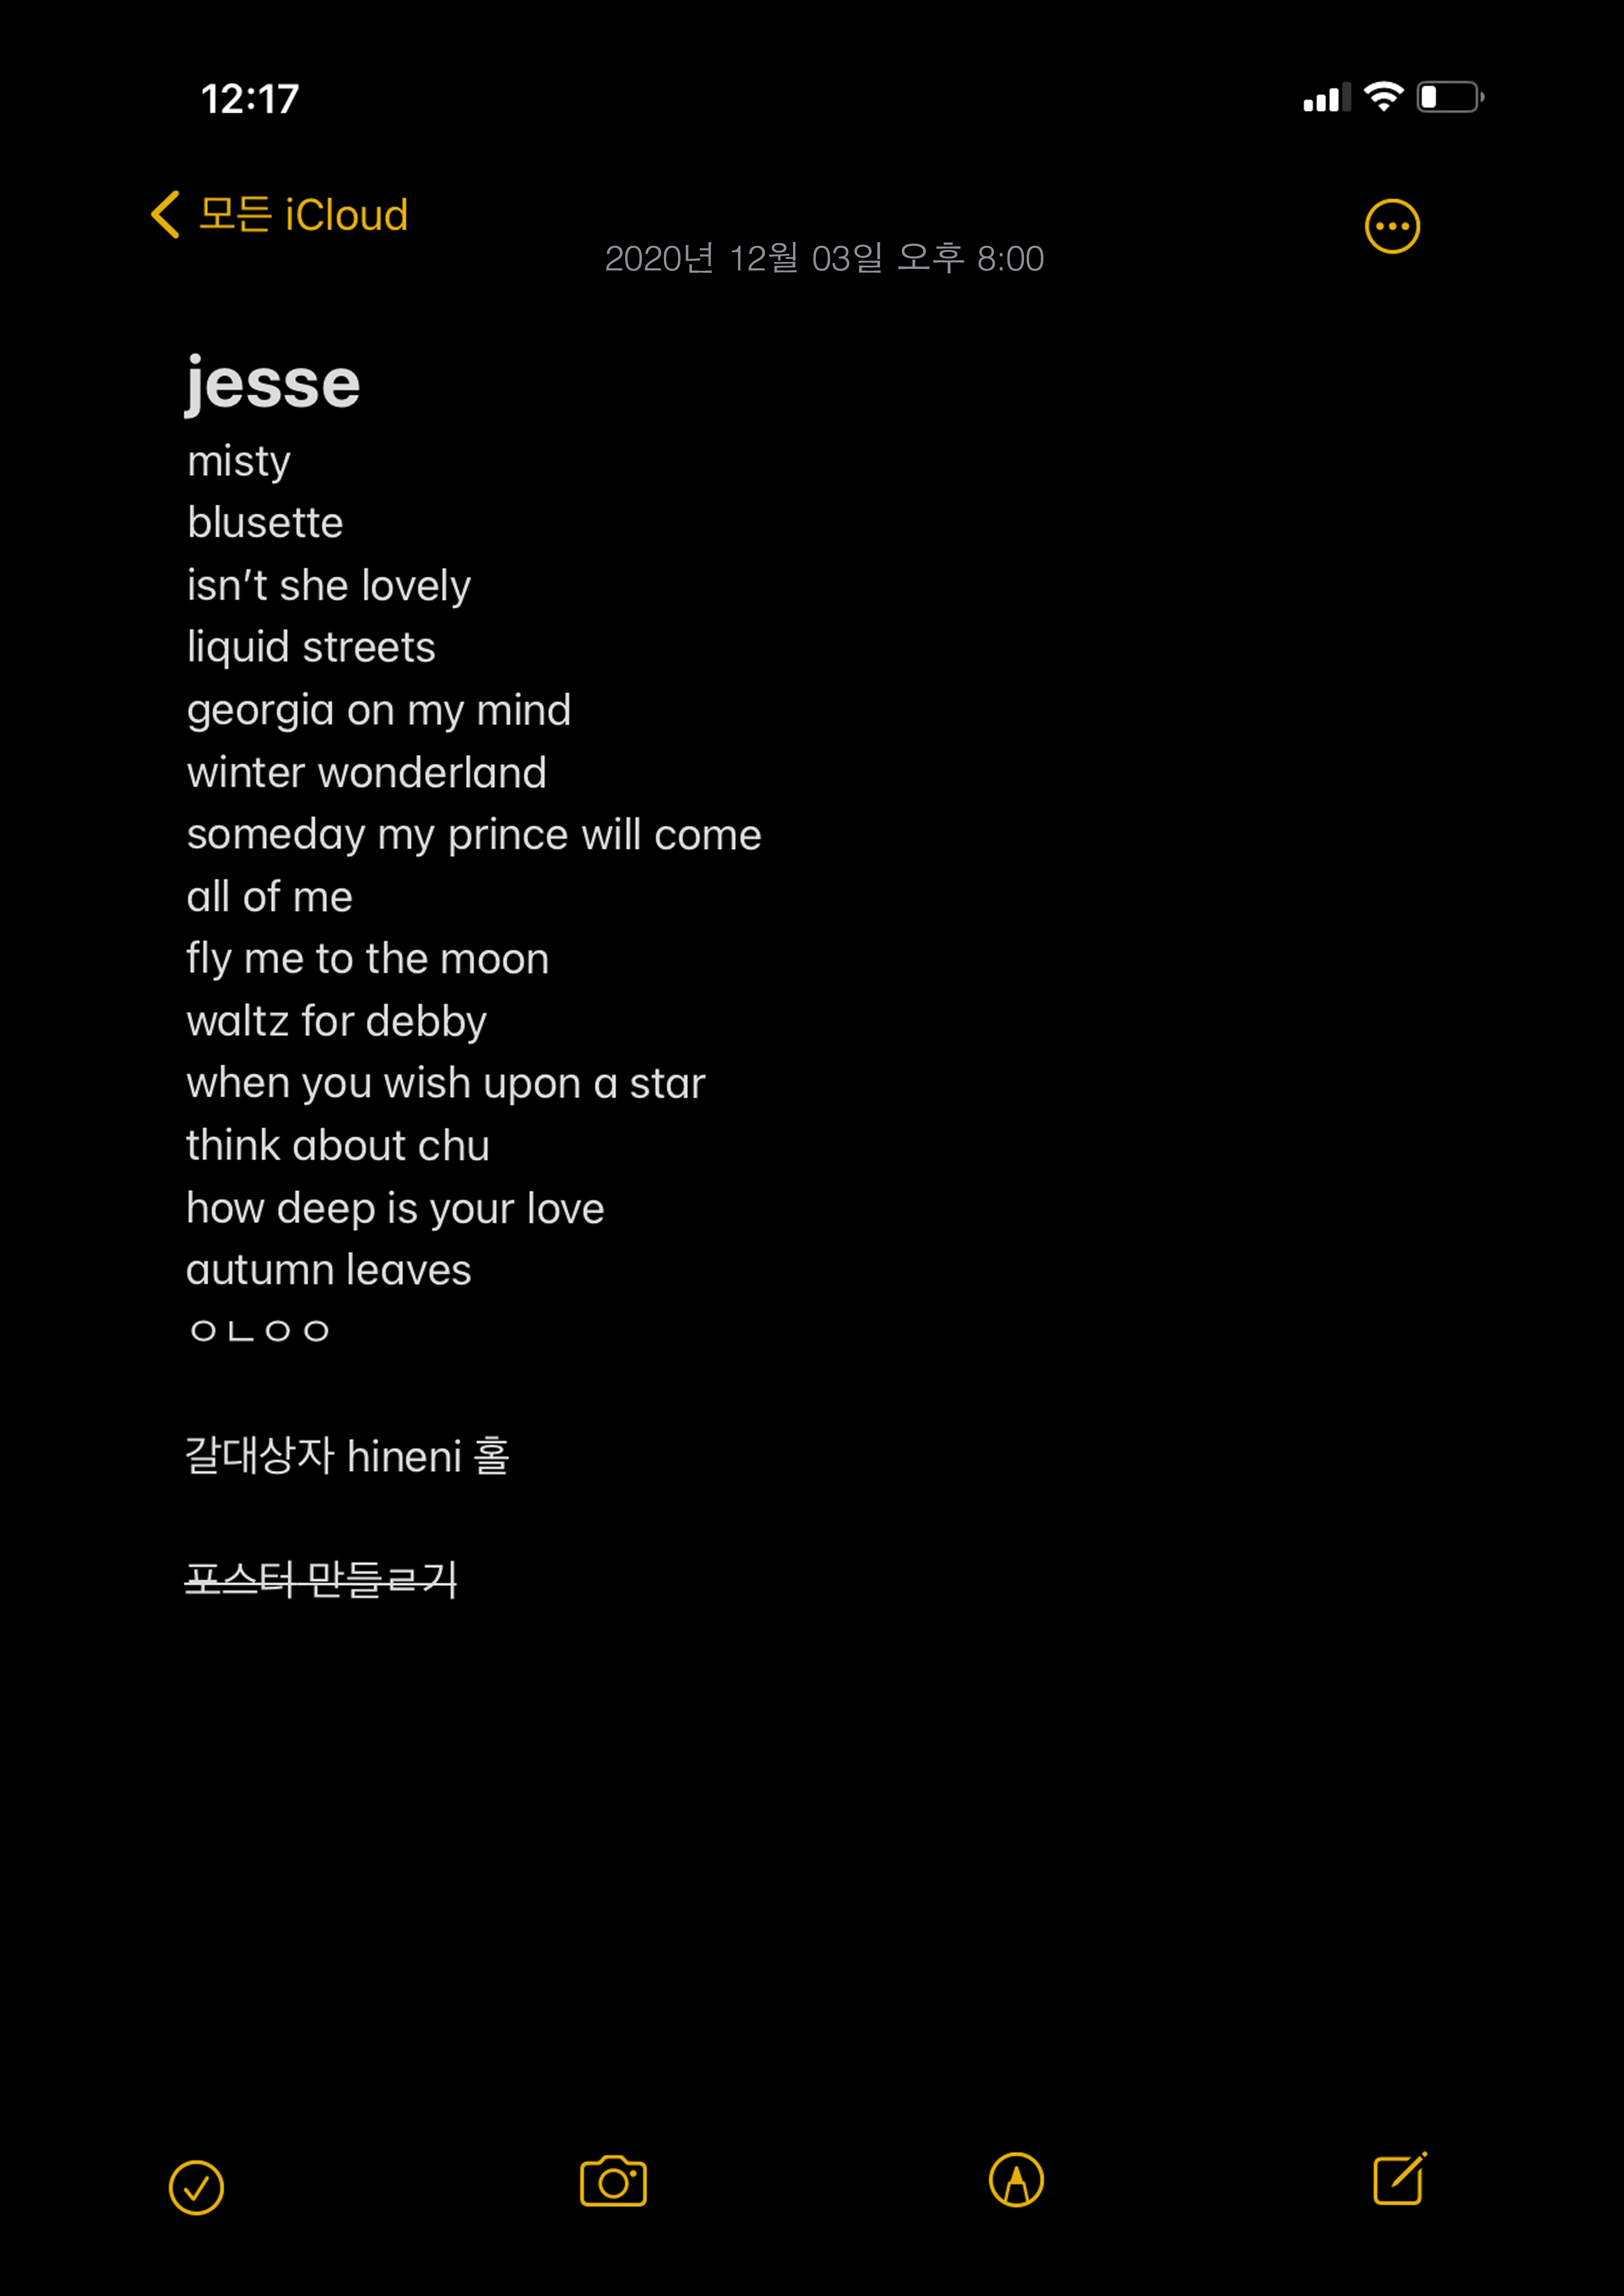 12:17
모든 iCloud
2020년 12월 03일 오후 8:00
jesse
misty
blusette
isn’t she lovely
liquid streets
georgia on my mind
winter wonderland
someday my prince will come
all of me
fly me to the moon
waltz for debby
when you wish upon a star
think about chu
how deep is your love
autumn leaves
ㅇㄴㅇㅇ
갈대상자 hineni 홀
포스터 만들ㄹ기